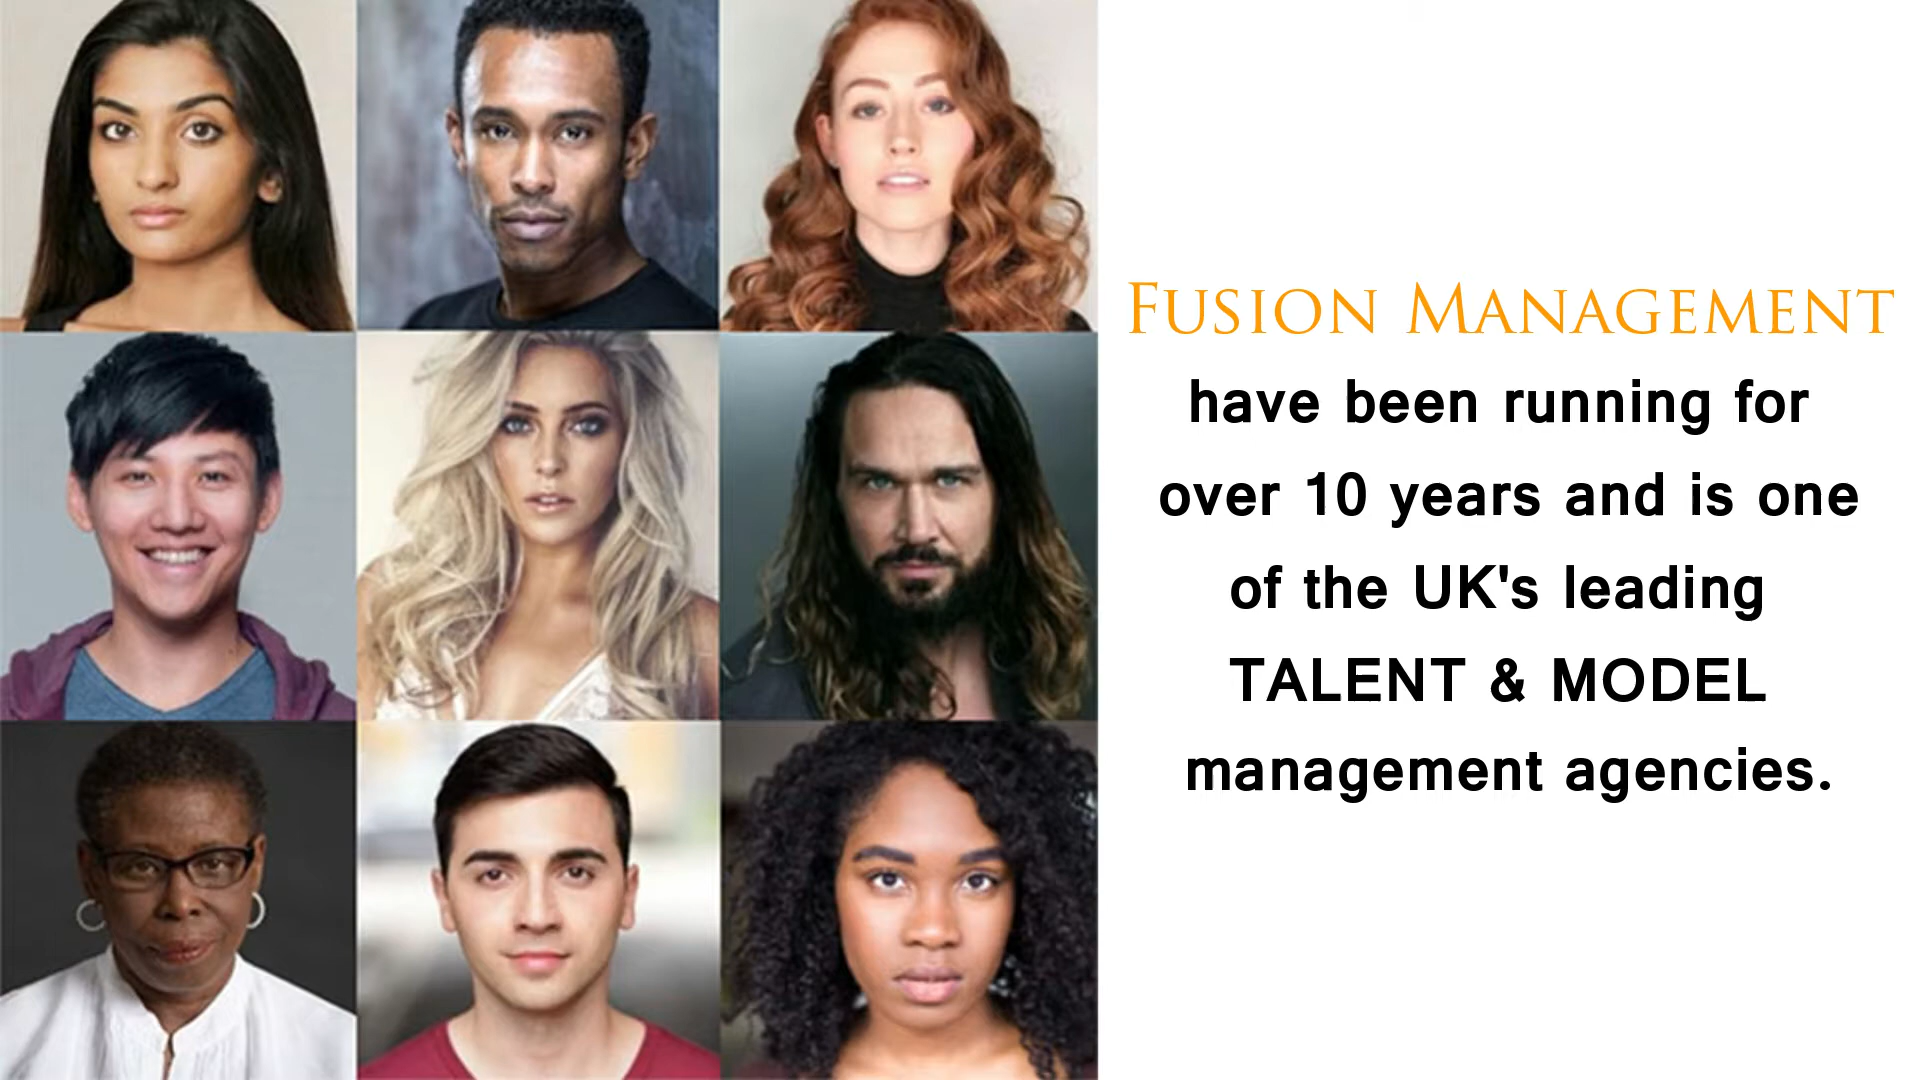 Fusion Management
have been running for
over 10 years and is one
of the UK's leading
TALENT & MODEL
management agencies.